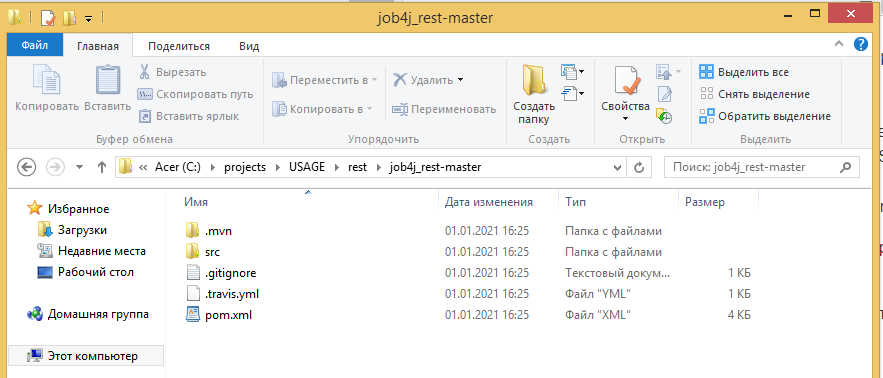 job4j_rest-master
Файл Главная Поделиться Вид
Копировать Вставить Вырезать Скопировать путь Вставить ярлык
Буфер обмена
Переместить в Копировать в Удалить Переименовать
Упорядочить
Создать папку
Создать
Свойства
Открыть
Выделить все
Снять выделение
Обратить выделение
Выделить
Acer (C:) projects USAGE rest job4j_rest-master Поиск: job4j_rest-master
Имя Дата изменения Тип Размер
.mvn 01.01.2021 16:25 Папка с файлами
src 01.01.2021 16:25 Папка с файлами
.gitignore 01.01.2021 16:25 Текстовый докум... 1 КБ
.travis.yml 01.01.2021 16:25 Файл "YML" 1 КБ
pom.xml 01.01.2021 16:25 Файл "XML" 4 КБ
Избранное
Загрузки
Недавние места
Рабочий стол
Домашняя группа
Этот компьютер